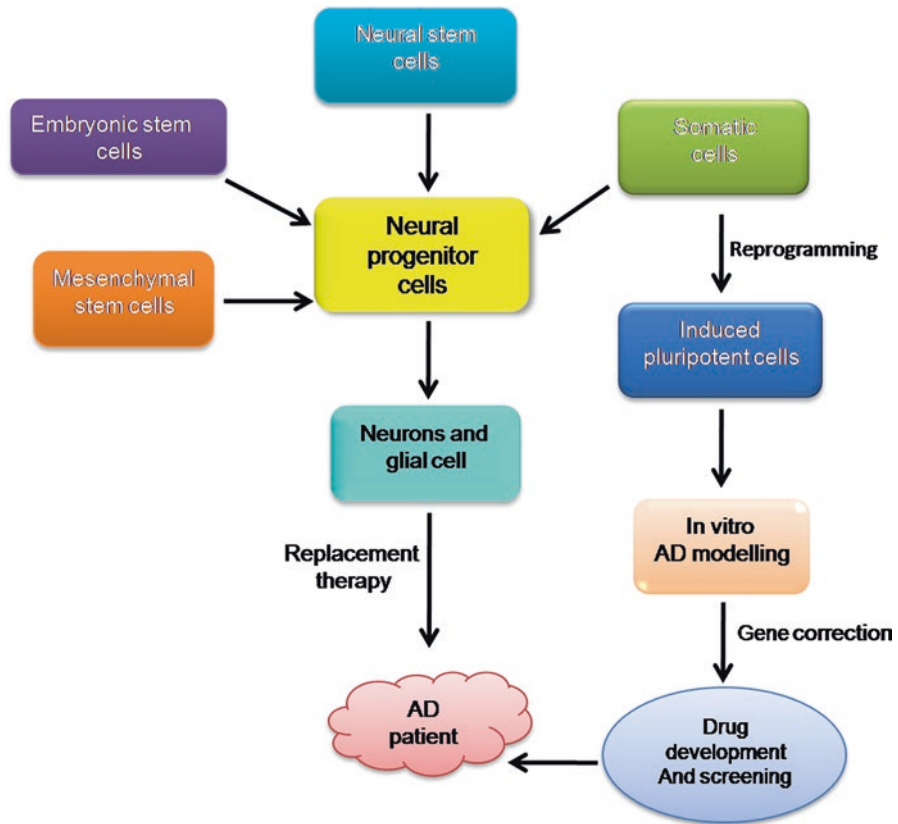 Neural stem
cells
Embryonic stem
cells
Somatic
cells
Neural
progenitor
cells
Reprogramming
Mesenchymal
stem cells
Induced
pluripotent cells
Neurons and
glial cell
In vitro
AD modelling
Replacement
therapy
Gene correction
AD
patient
Drug
development
And screening